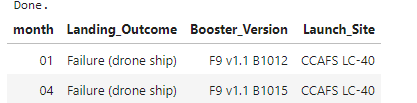 Done.
month Landing_Outcome Booster_Version Launch_Site
01 Failure (drone ship) F9 v1.1 B1012 CCAFS LC-40
04 Failure (drone ship) F9 v1.1 B1015 CCAFS LC-40